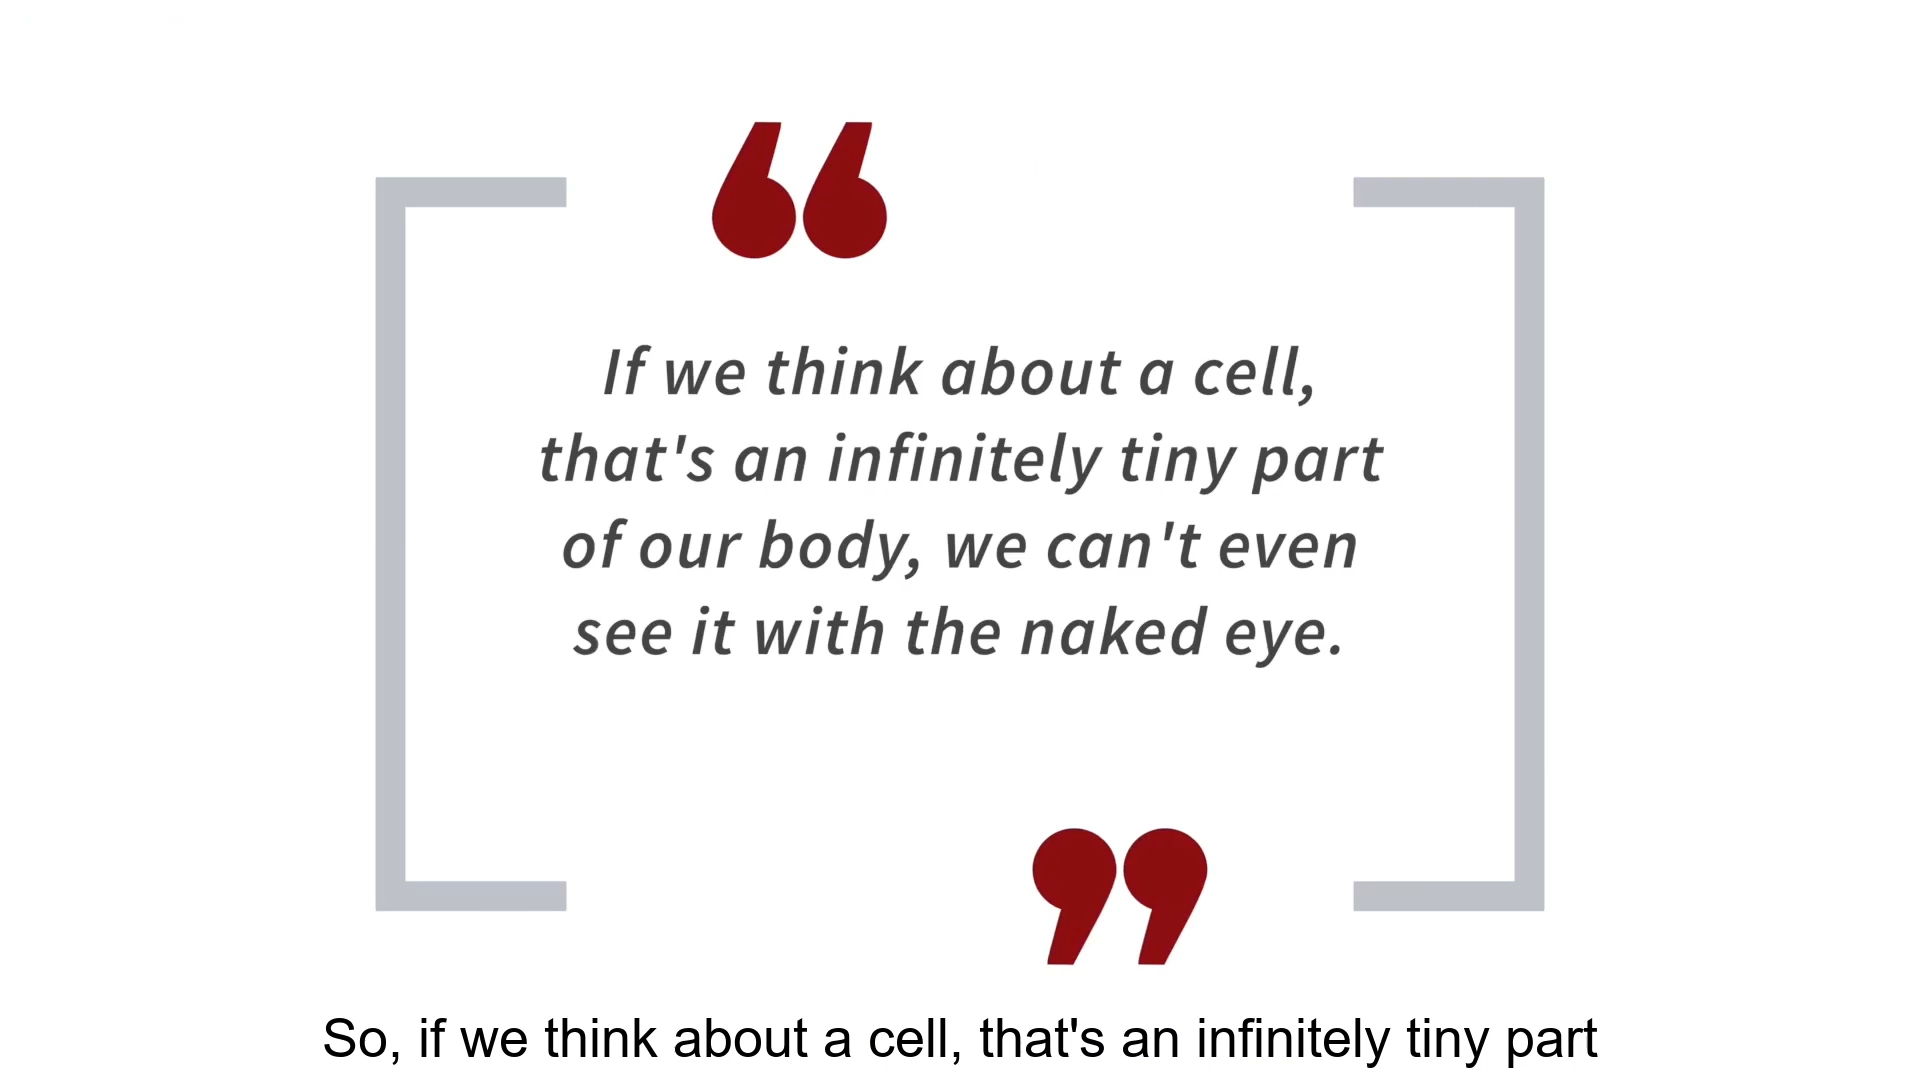 “
If we think about a cell,
that's an infinitely tiny part
of our body, we can't even
see it with the naked eye.
”
So, if we think about a cell, that's an infinitely tiny part